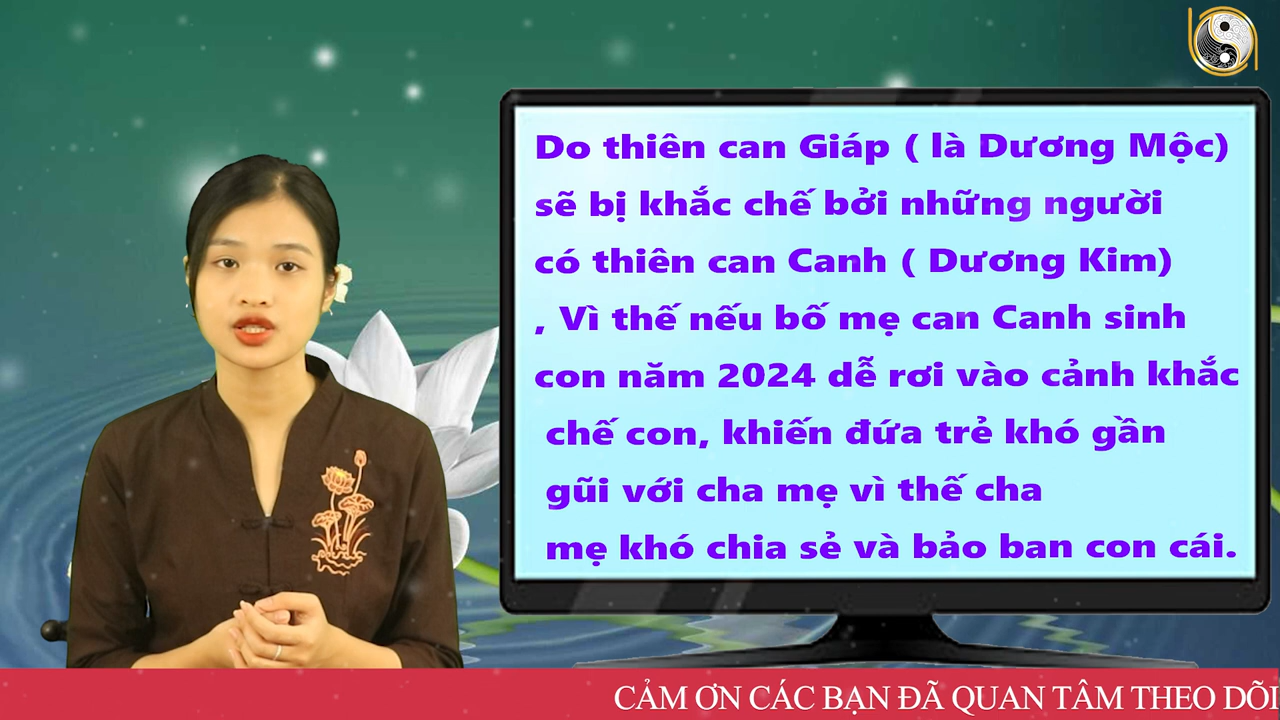 Do thiên can Giáp ( là Dương Mộc)
sẽ bị khắc chế bởi những người
có thiên can Canh ( Dương Kim)
, Vì thế nếu bố mẹ can Canh sinh
con năm 2024 dễ rơi vào cảnh khắc
chế con, khiến đứa trẻ khó gần
gũi với cha mẹ vì thế cha
mẹ khó chia sẻ và bảo ban con cái.
CẢM ƠN CÁC BẠN ĐÃ QUAN TÂM THEO DÕI